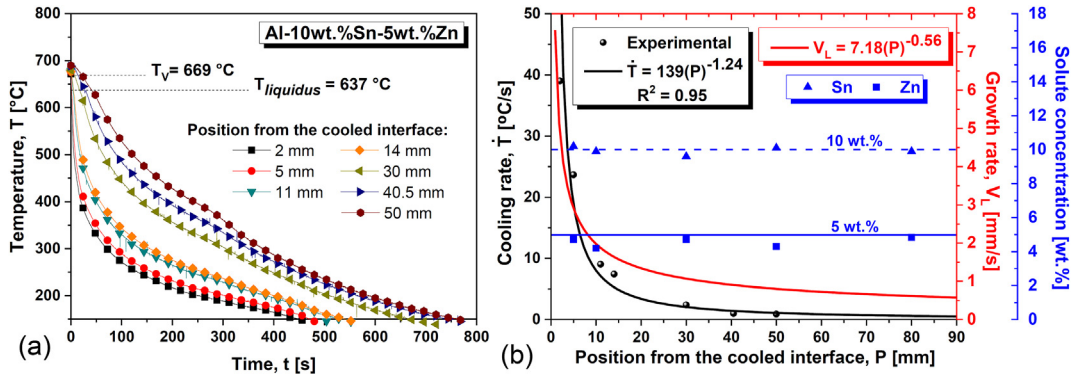 Al-10wt.%Sn-5wt.%Zn
T_V= 669 °C
T_liquidus = 637 °C
Position from the cooled interface:
2 mm 14 mm
5 mm 30 mm
11 mm 40.5 mm
50 mm
Temperature, T [°C]
800
700
600
500
400
300
200
0 100 200 300 400 500 600 700 800
Time, t [s]
(a)
Experimental
Ṫ = 139(P)^-1.24
R² = 0.95
V_L = 7.18(P)^-0.56
Sn Zn
10 wt.%
5 wt.%
Cooling rate, Ṫ [ºC/s]
50
40
30
20
10
0
0 10 20 30 40 50 60 70 80 90
Position from the cooled interface, P [mm]
Growth rate, V_L [mm/s]
8
7
6
5
4
3
2
1
0
Solute concentration [wt.%]
18
16
14
12
10
8
6
4
2
0
(b)